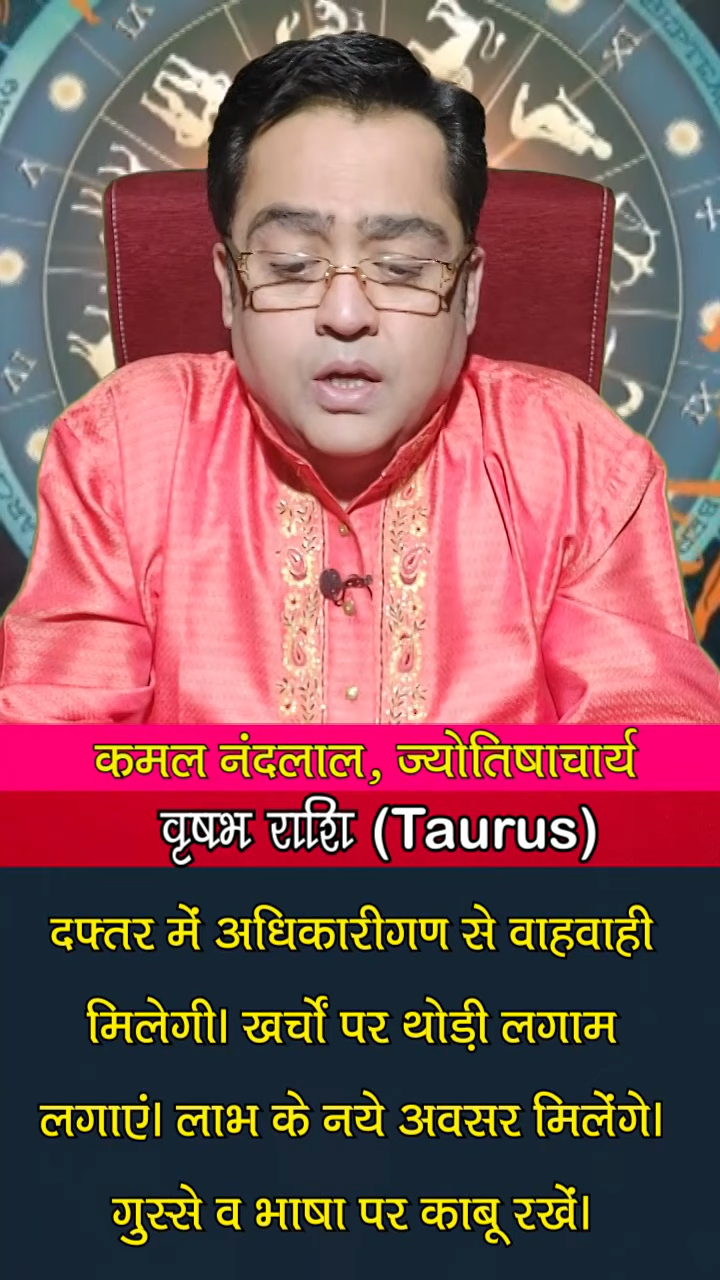 कमल नंदलाल, ज्योतिषाचार्य
वृषभ राशि (Taurus)
दफ्तर में अधिकारीगण से वाहवाही
मिलेगी। खर्चों पर थोड़ी लगाम
लगाएं। लाभ के नये अवसर मिलेंगे।
गुस्से व भाषा पर काबू रखें।